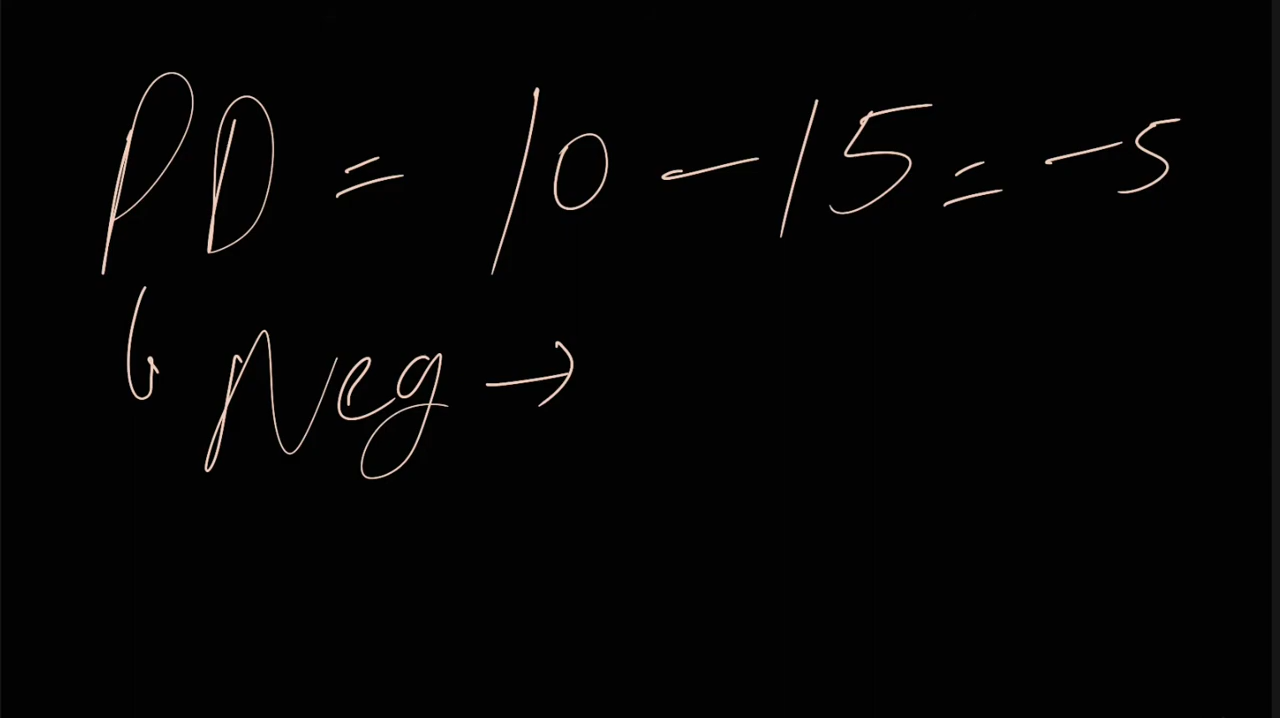 PD = 10 - 15 = -5
↳ Neg →